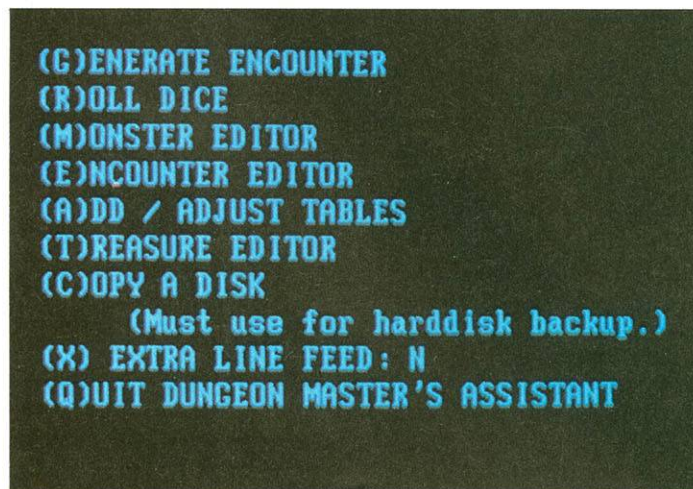 (G)ENERATE ENCOUNTER
(R)OLL DICE
(M)ONSTER EDITOR
(E)NCOUNTER EDITOR
(A)DD / ADJUST TABLES
(T)REASURE EDITOR
(C)OPY A DISK
(Must use for harddisk backup.)
(X) EXTRA LINE FEED: N
(Q)UIT DUNGEON MASTER'S ASSISTANT